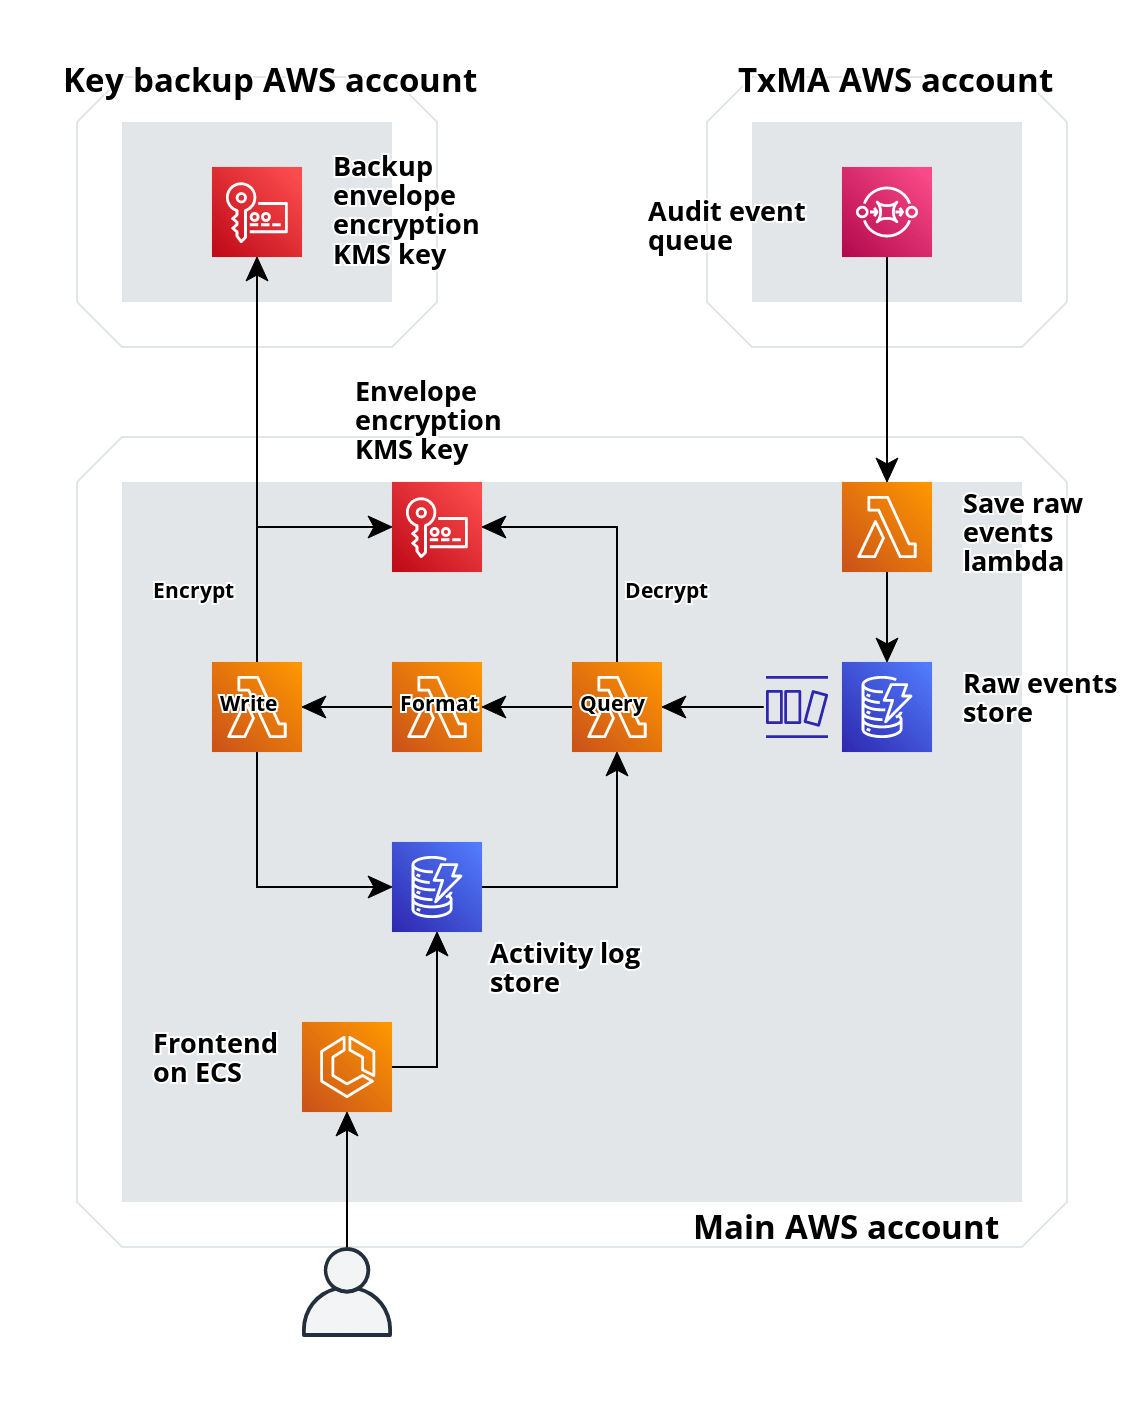 Key backup AWS account
TxMA AWS account
Backup
envelope
encryption
KMS key
Audit event
queue
Envelope
encryption
KMS key
Save raw
events
lambda
Encrypt
Decrypt
Write
Format
Query
Raw events
store
Activity log
store
Frontend
on ECS
Main AWS account